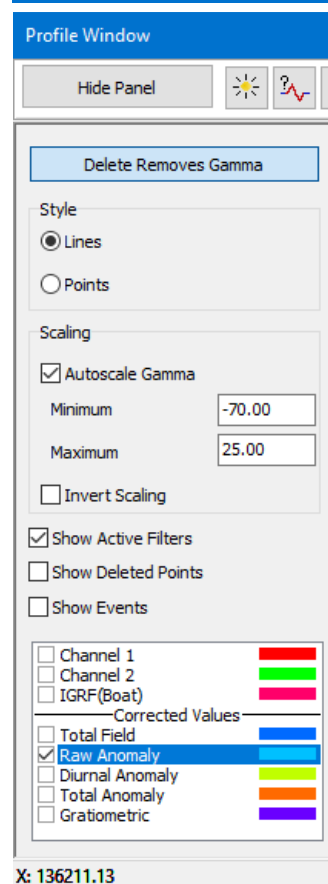 Profile Window
Hide Panel
?
Delete Removes Gamma
Style
Lines
Points
Scaling
Autoscale Gamma
Minimum -70.00
Maximum 25.00
Invert Scaling
Show Active Filters
Show Deleted Points
Show Events
Channel 1
Channel 2
IGRF(Boat)
Corrected Values
Total Field
Raw Anomaly
Diurnal Anomaly
Total Anomaly
Gratiometric
X: 136211.13